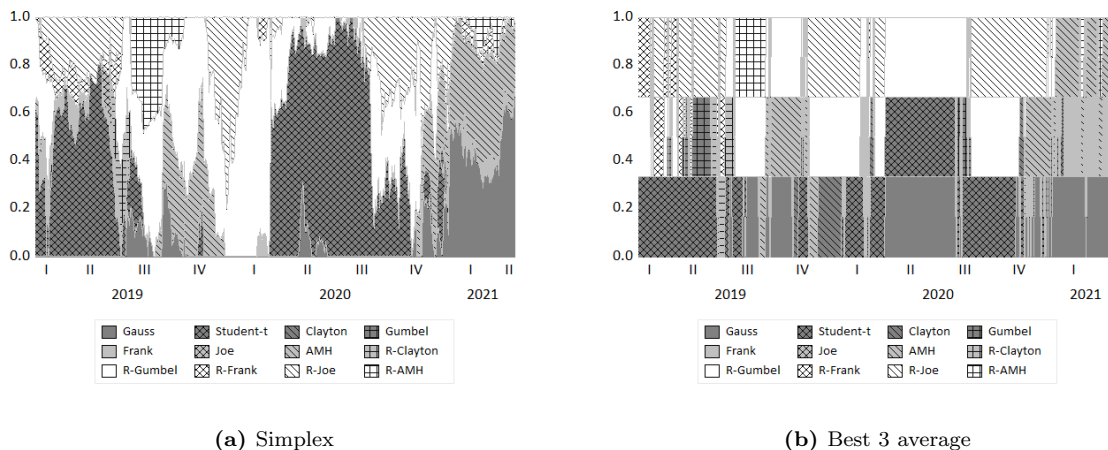 1.0
0.8
0.6
0.4
0.2
0.0
I II III IV I II III IV I II
2019 2020 2021
Gauss Student-t Clayton Gumbel
Frank Joe AMH R-Clayton
R-Gumbel R-Frank R-Joe R-AMH
(a) Simplex
1.0
0.8
0.6
0.4
0.2
0.0
I II III IV I II III IV I
2019 2020 2021
Gauss Student-t Clayton Gumbel
Frank Joe AMH R-Clayton
R-Gumbel R-Frank R-Joe R-AMH
(b) Best 3 average